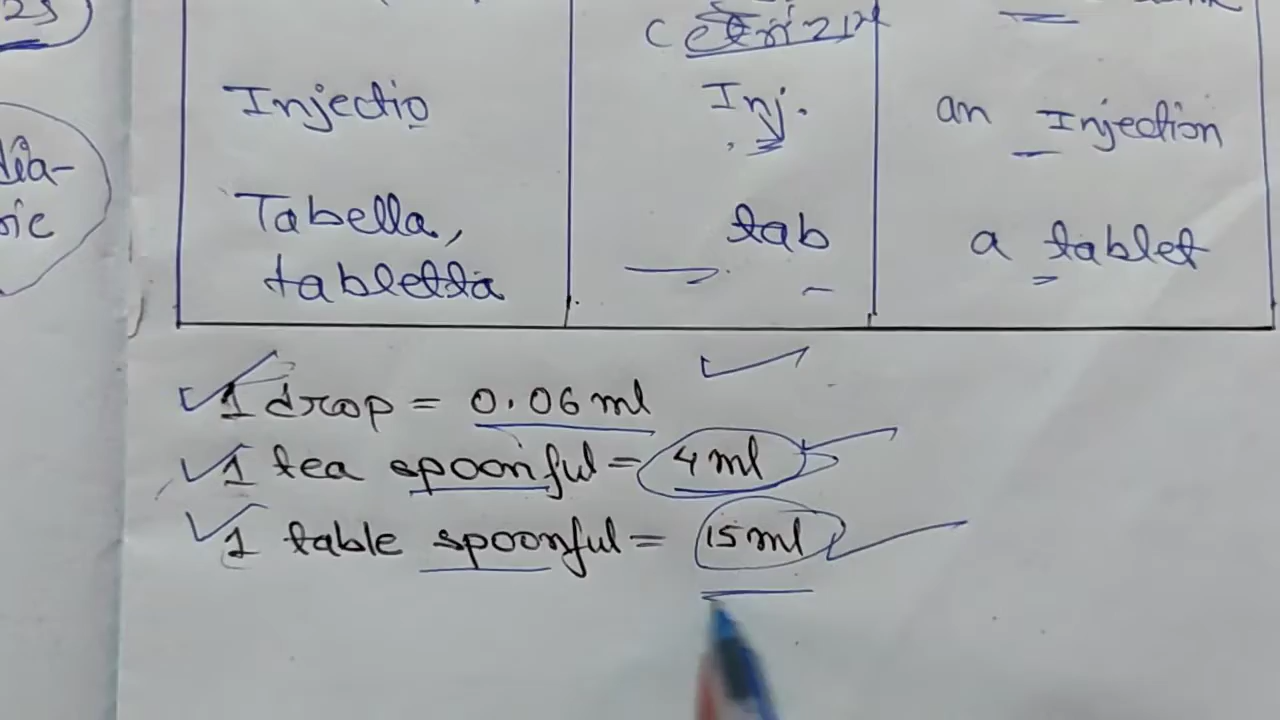 Injectio Inj. an Injection
Tabella, tab a tablet
tabletta
1 drop = 0.06 ml
1 tea spoonful = 4 ml
1 table spoonful = 15 ml